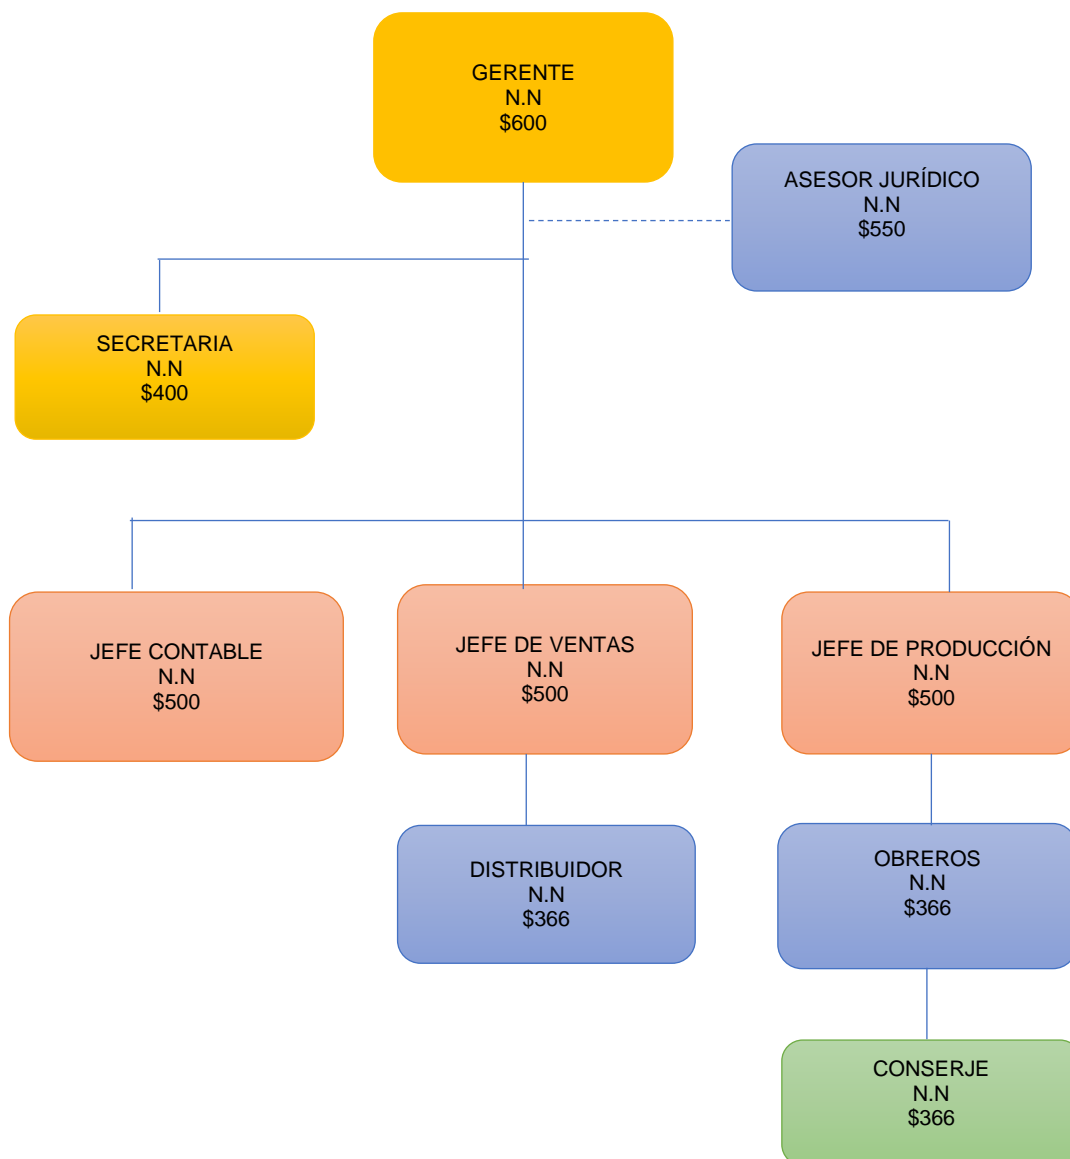 GERENTE
N.N
$600
ASESOR JURÍDICO
N.N
$550
SECRETARIA
N.N
$400
JEFE CONTABLE
N.N
$500
JEFE DE VENTAS
N.N
$500
JEFE DE PRODUCCIÓN
N.N
$500
DISTRIBUIDOR
N.N
$366
OBREROS
N.N
$366
CONSERJE
N.N
$366